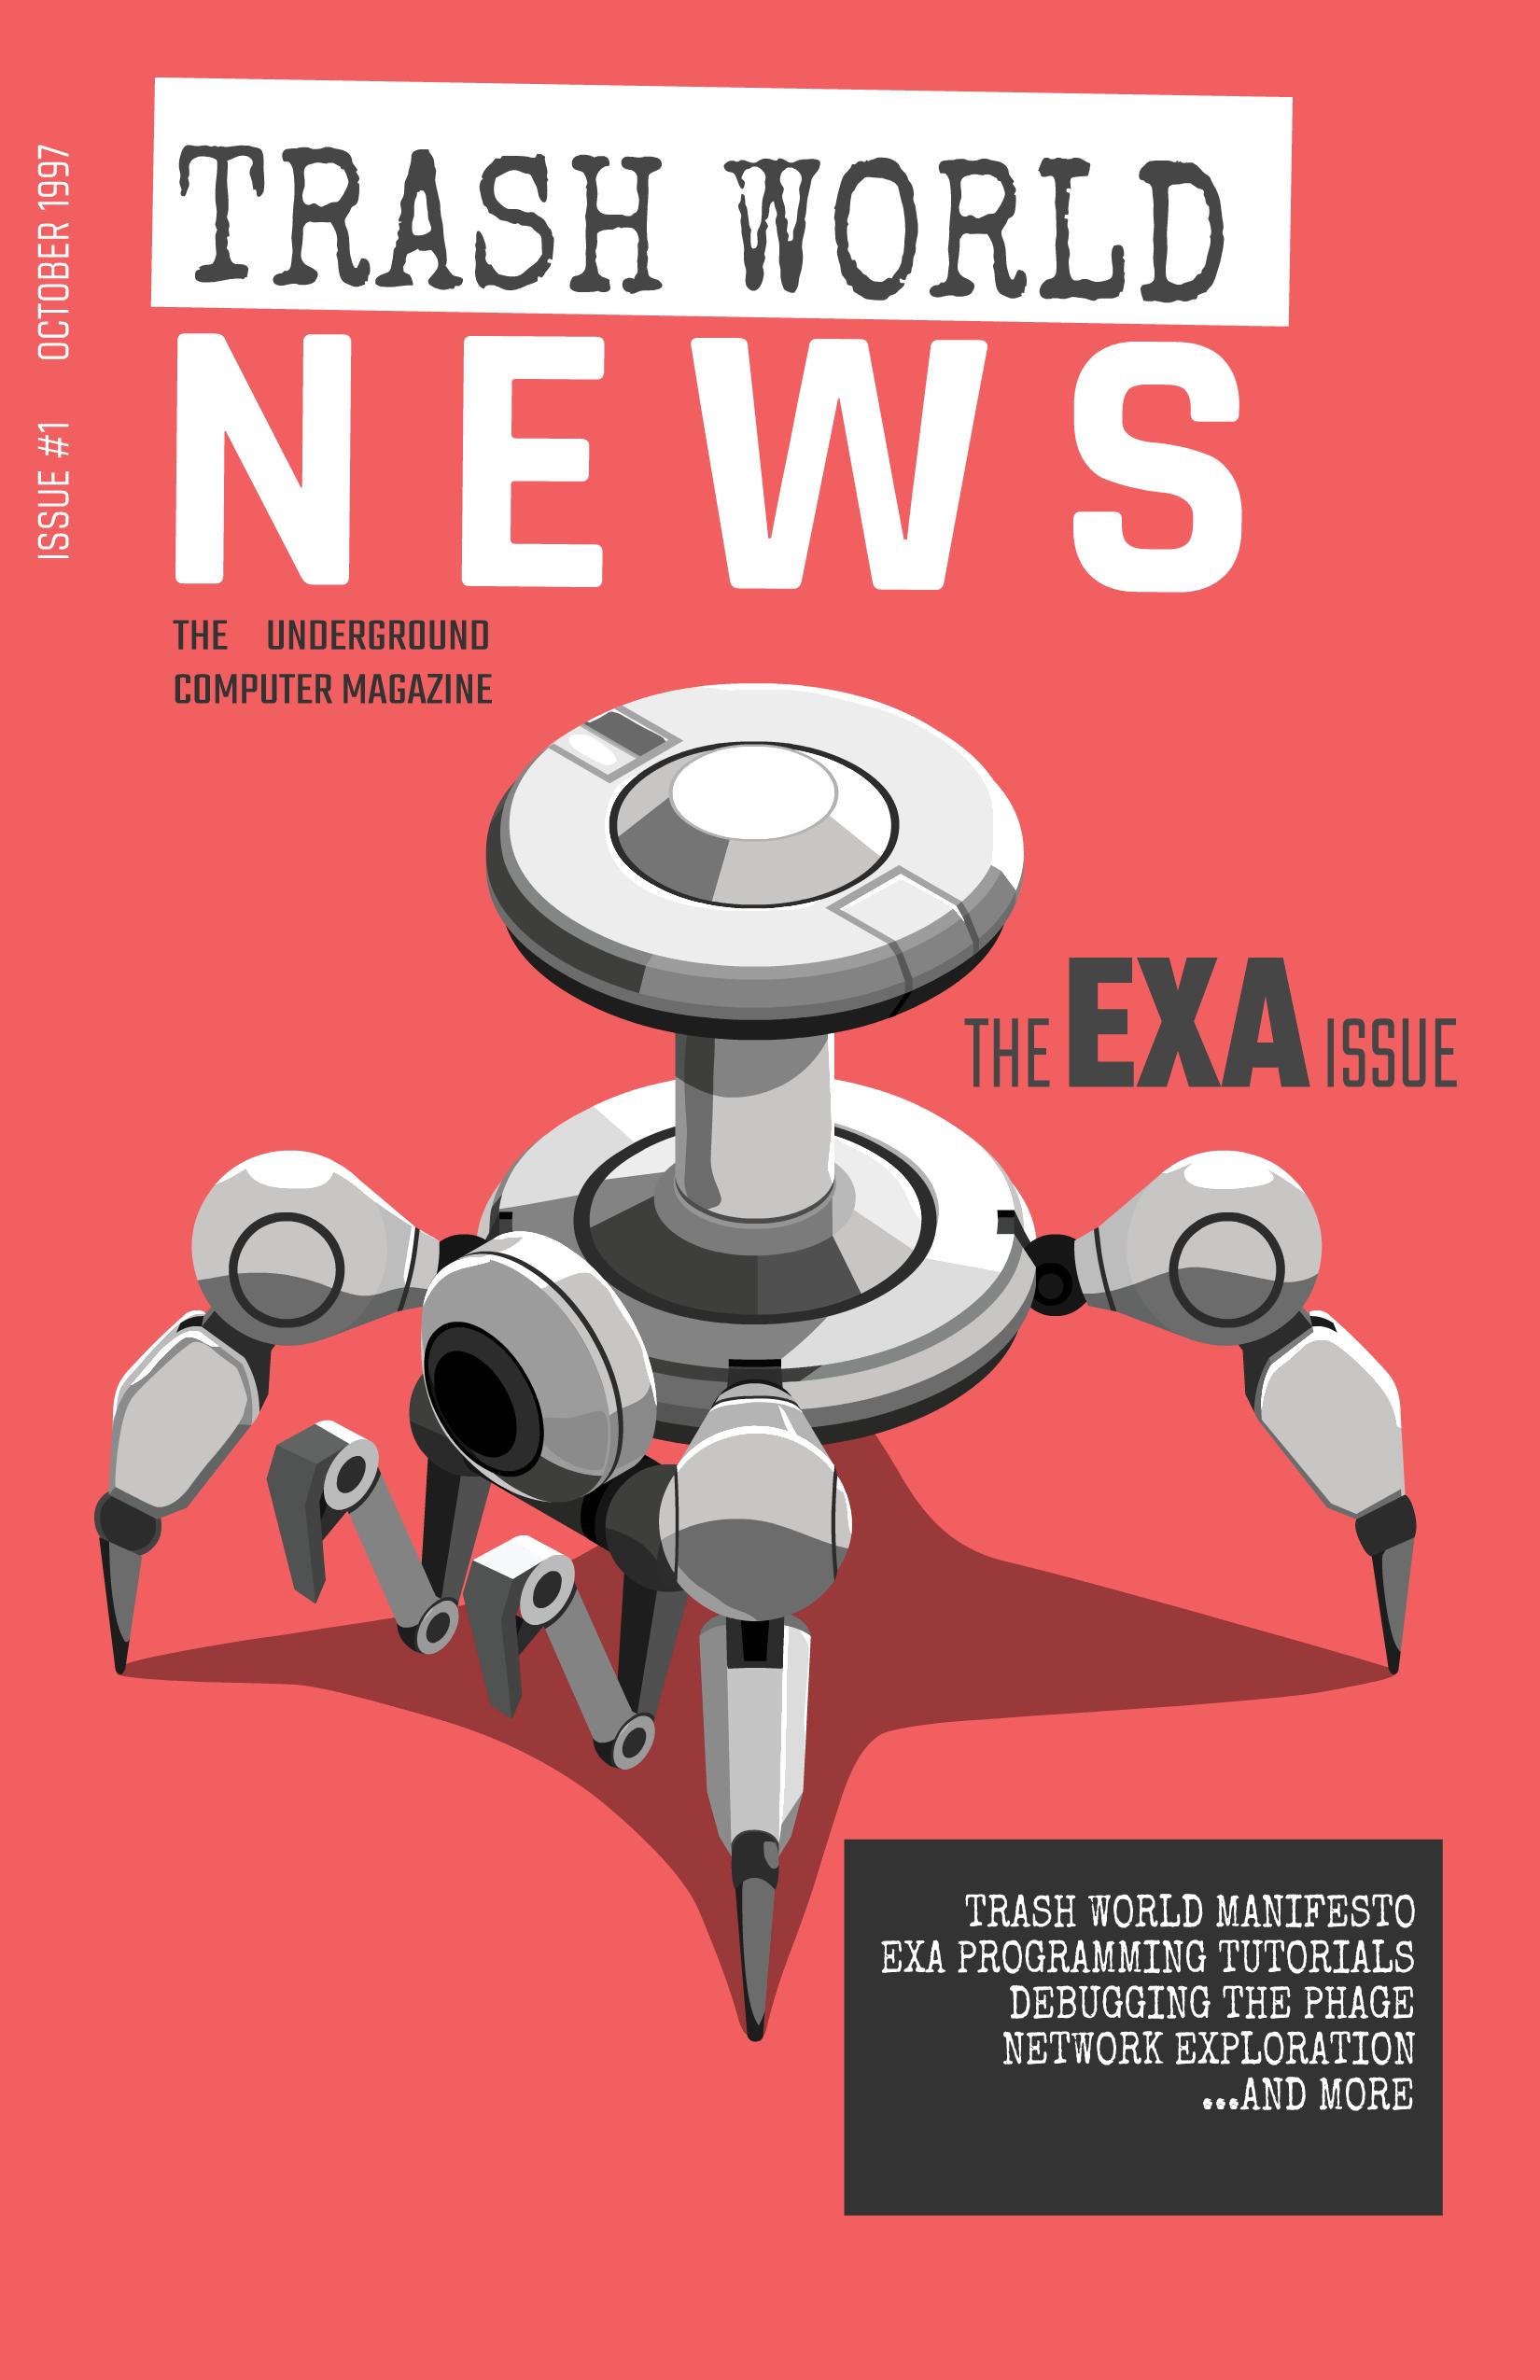 ISSUE #1 OCTOBER 1997
TRASH WORLD
NEWS
THE UNDERGROUND
COMPUTER MAGAZINE
THE EXA ISSUE
TRASH WORLD MANIFESTO
EXA PROGRAMMING TUTORIALS
DEBUGGING THE PHAGE
NETWORK EXPLORATION
...AND MORE